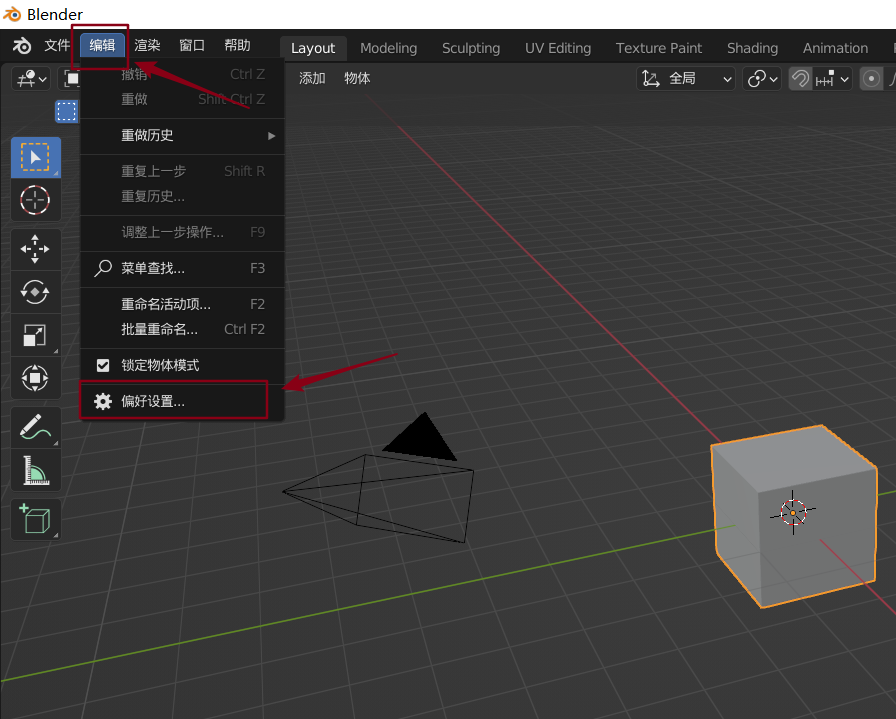 Blender
文件 编辑 渲染 窗口 帮助 Layout Modeling Sculpting UV Editing Texture Paint Shading Animation
添加 物体 全局
撤销 Ctrl Z
重做 Shift Ctrl Z
重做历史
重复上一步 Shift R
重复历史...
调整上一步操作... F9
菜单查找... F3
重命名活动项... F2
批量重命名... Ctrl F2
锁定物体模式
偏好设置...